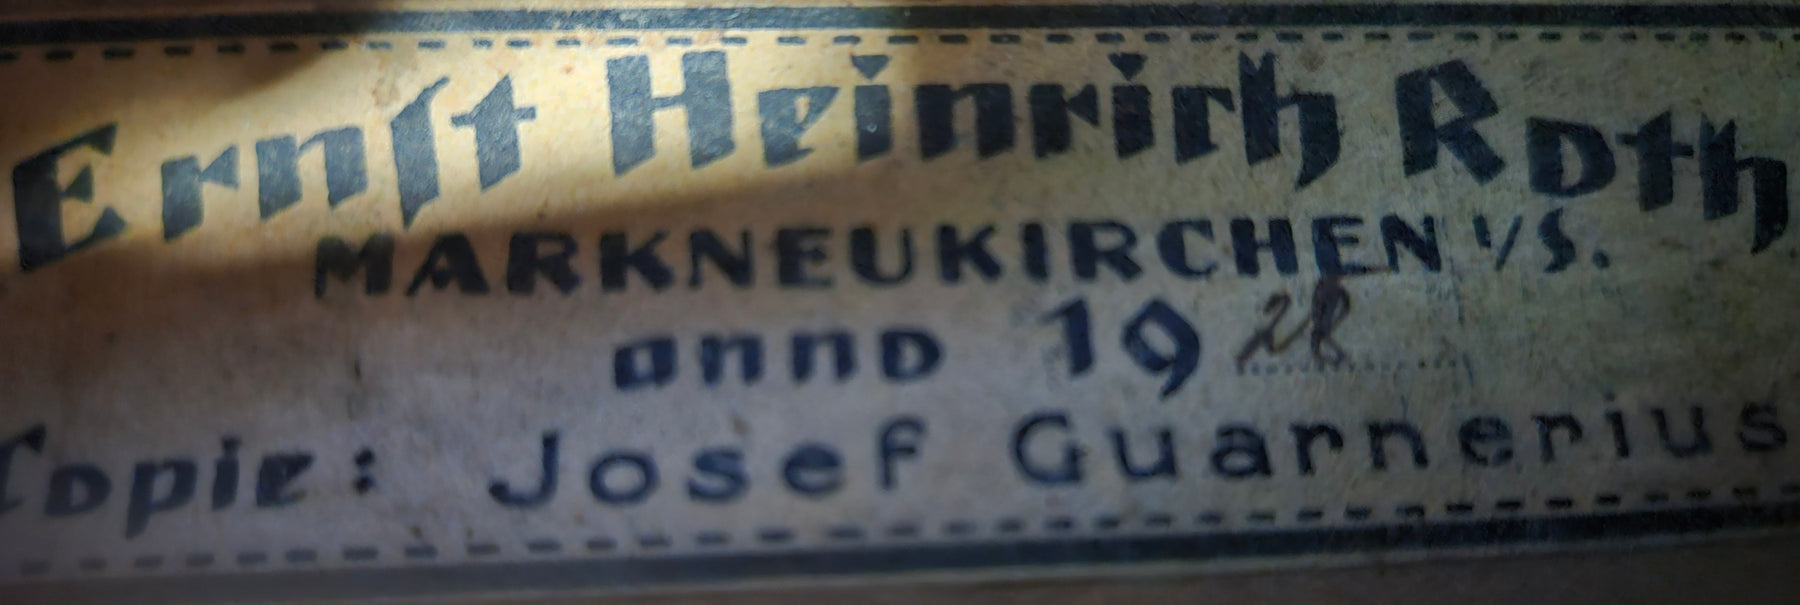 Ernſt Heinrich Roth
MARKNEUKIRCHEN i/S.
anno 1928
Copie: Josef Guarnerius